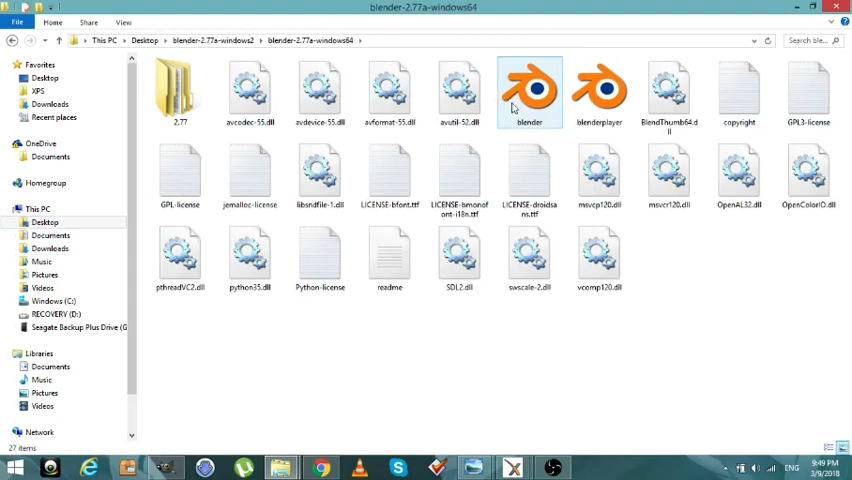 blender-2.77a-windows64
File
Home
Share
View
This PC
Desktop
blender-2.77a-windows2
blender-2.77a-windows64
Search ble...
Favorites
Desktop
XPS
Downloads
Recent places
OneDrive
Documents
Homegroup
This PC
Desktop
Documents
Downloads
Music
Pictures
Videos
Windows (C:)
RECOVERY (D:)
Seagate Backup Plus Drive (G
Libraries
Documents
Music
Pictures
Videos
Network
2.77
avcodec-55.dll
avdevice-55.dll
avformat-55.dll
avutil-52.dll
blender
blenderplayer
BlendThumb64.d
ll
copyright
GPL3-license
GPL-license
jemalloc-license
libsndfile-1.dll
LICENSE-bfont.ttf
LICENSE-bmonof
ont-i18n.ttf
LICENSE-droidsa
ns.ttf
msvcp120.dll
msvcr120.dll
OpenAL32.dll
OpenColorIO.dll
pthreadVC2.dll
python35.dll
Python-license
readme
SDL2.dll
swscale-2.dll
vcomp120.dll
27 items
ENG
9:49 PM
3/9/2018